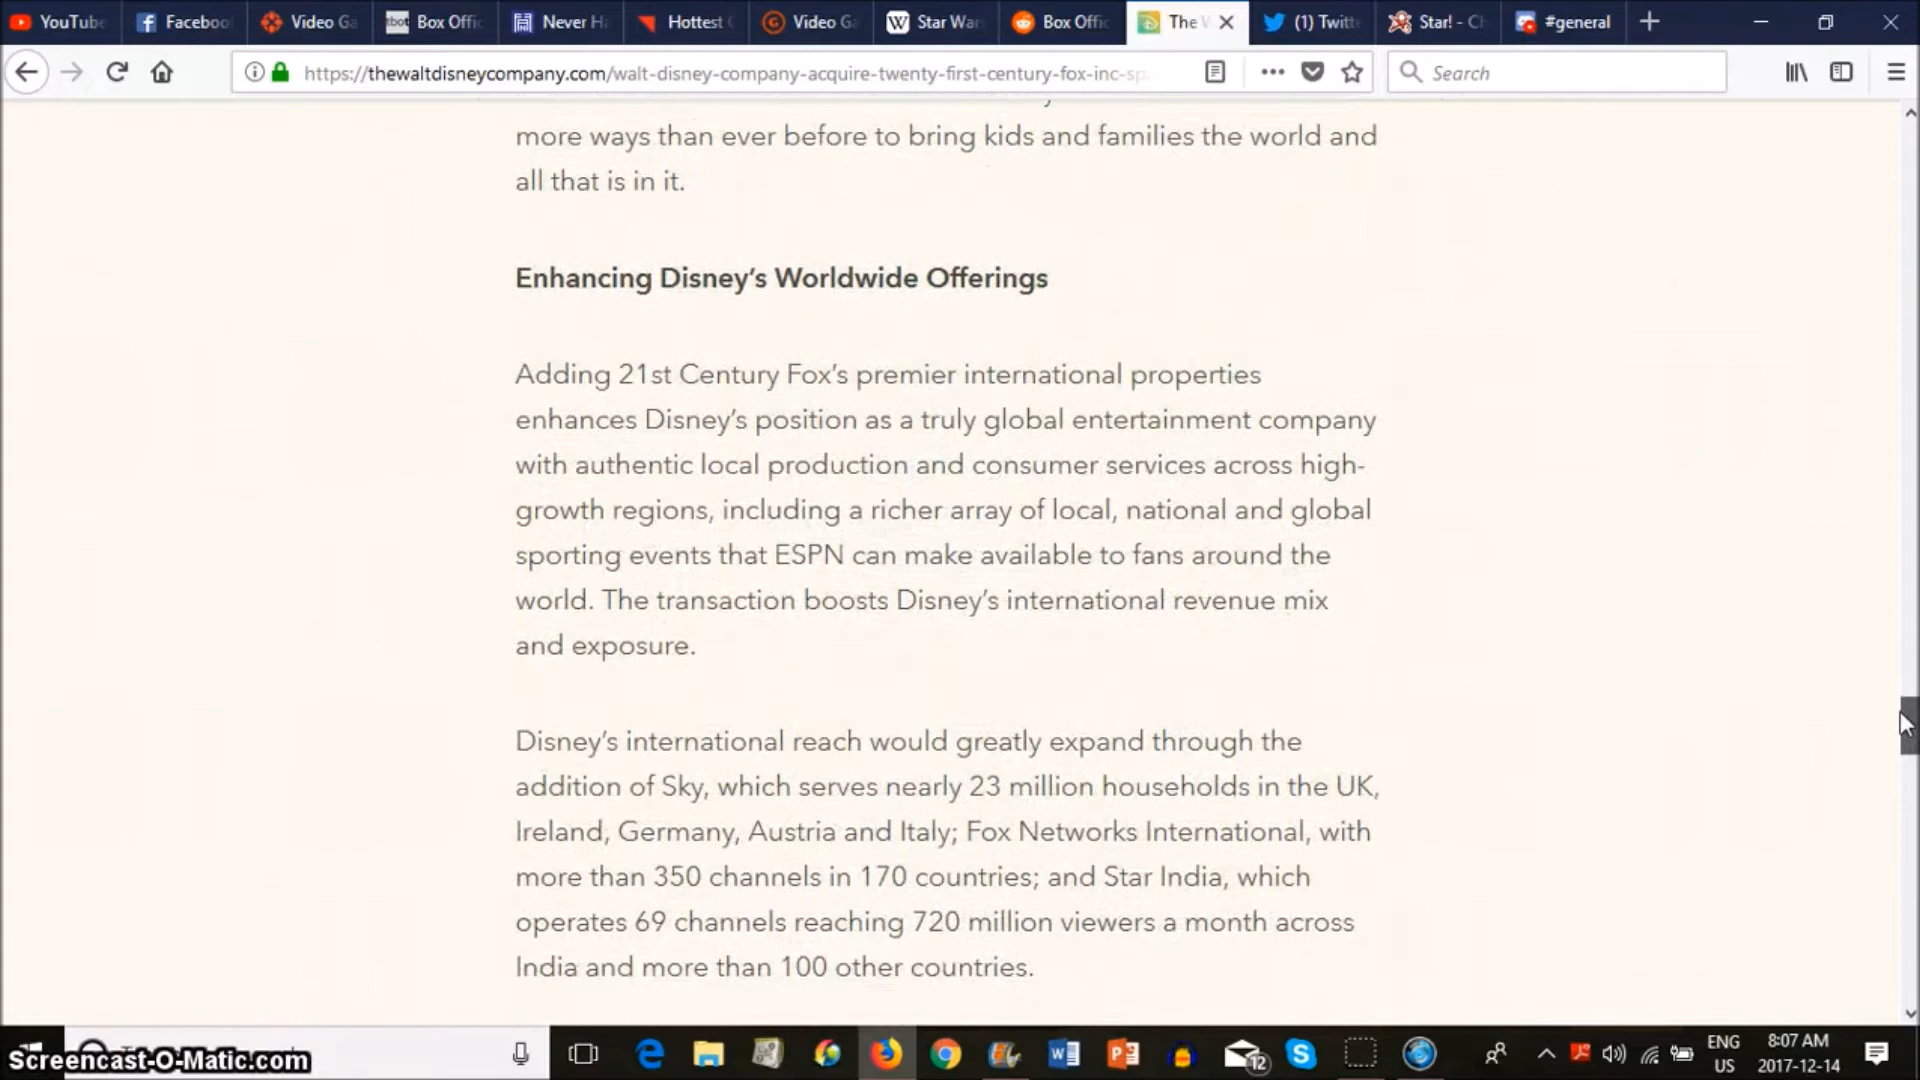 YouTube
Faceboo
Video Ga
Box Offi
Never Ha
Hottest
Video Ga
Star War
Box Offi
The W
(1) Twitt
Star! - Ch
#general
https://thewaltdisneycompany.com/walt-disney-company-acquire-twenty-first-century-fox-inc-sp
Search
more ways than ever before to bring kids and families the world and
all that is in it.
Enhancing Disney’s Worldwide Offerings
Adding 21st Century Fox’s premier international properties
enhances Disney’s position as a truly global entertainment company
with authentic local production and consumer services across high-
growth regions, including a richer array of local, national and global
sporting events that ESPN can make available to fans around the
world. The transaction boosts Disney’s international revenue mix
and exposure.
Disney’s international reach would greatly expand through the
addition of Sky, which serves nearly 23 million households in the UK,
Ireland, Germany, Austria and Italy; Fox Networks International, with
more than 350 channels in 170 countries; and Star India, which
operates 69 channels reaching 720 million viewers a month across
India and more than 100 other countries.
Screencast-O-Matic.com
12
ENG
US
8:07 AM
2017-12-14